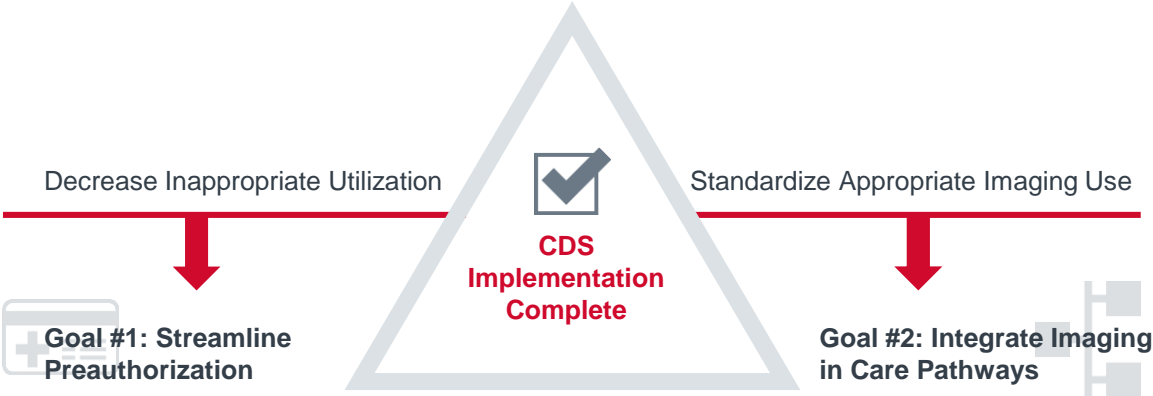 Decrease Inappropriate Utilization
Standardize Appropriate Imaging Use
CDS
Implementation
Complete
Goal #1: Streamline
Preauthorization
Goal #2: Integrate Imaging
in Care Pathways